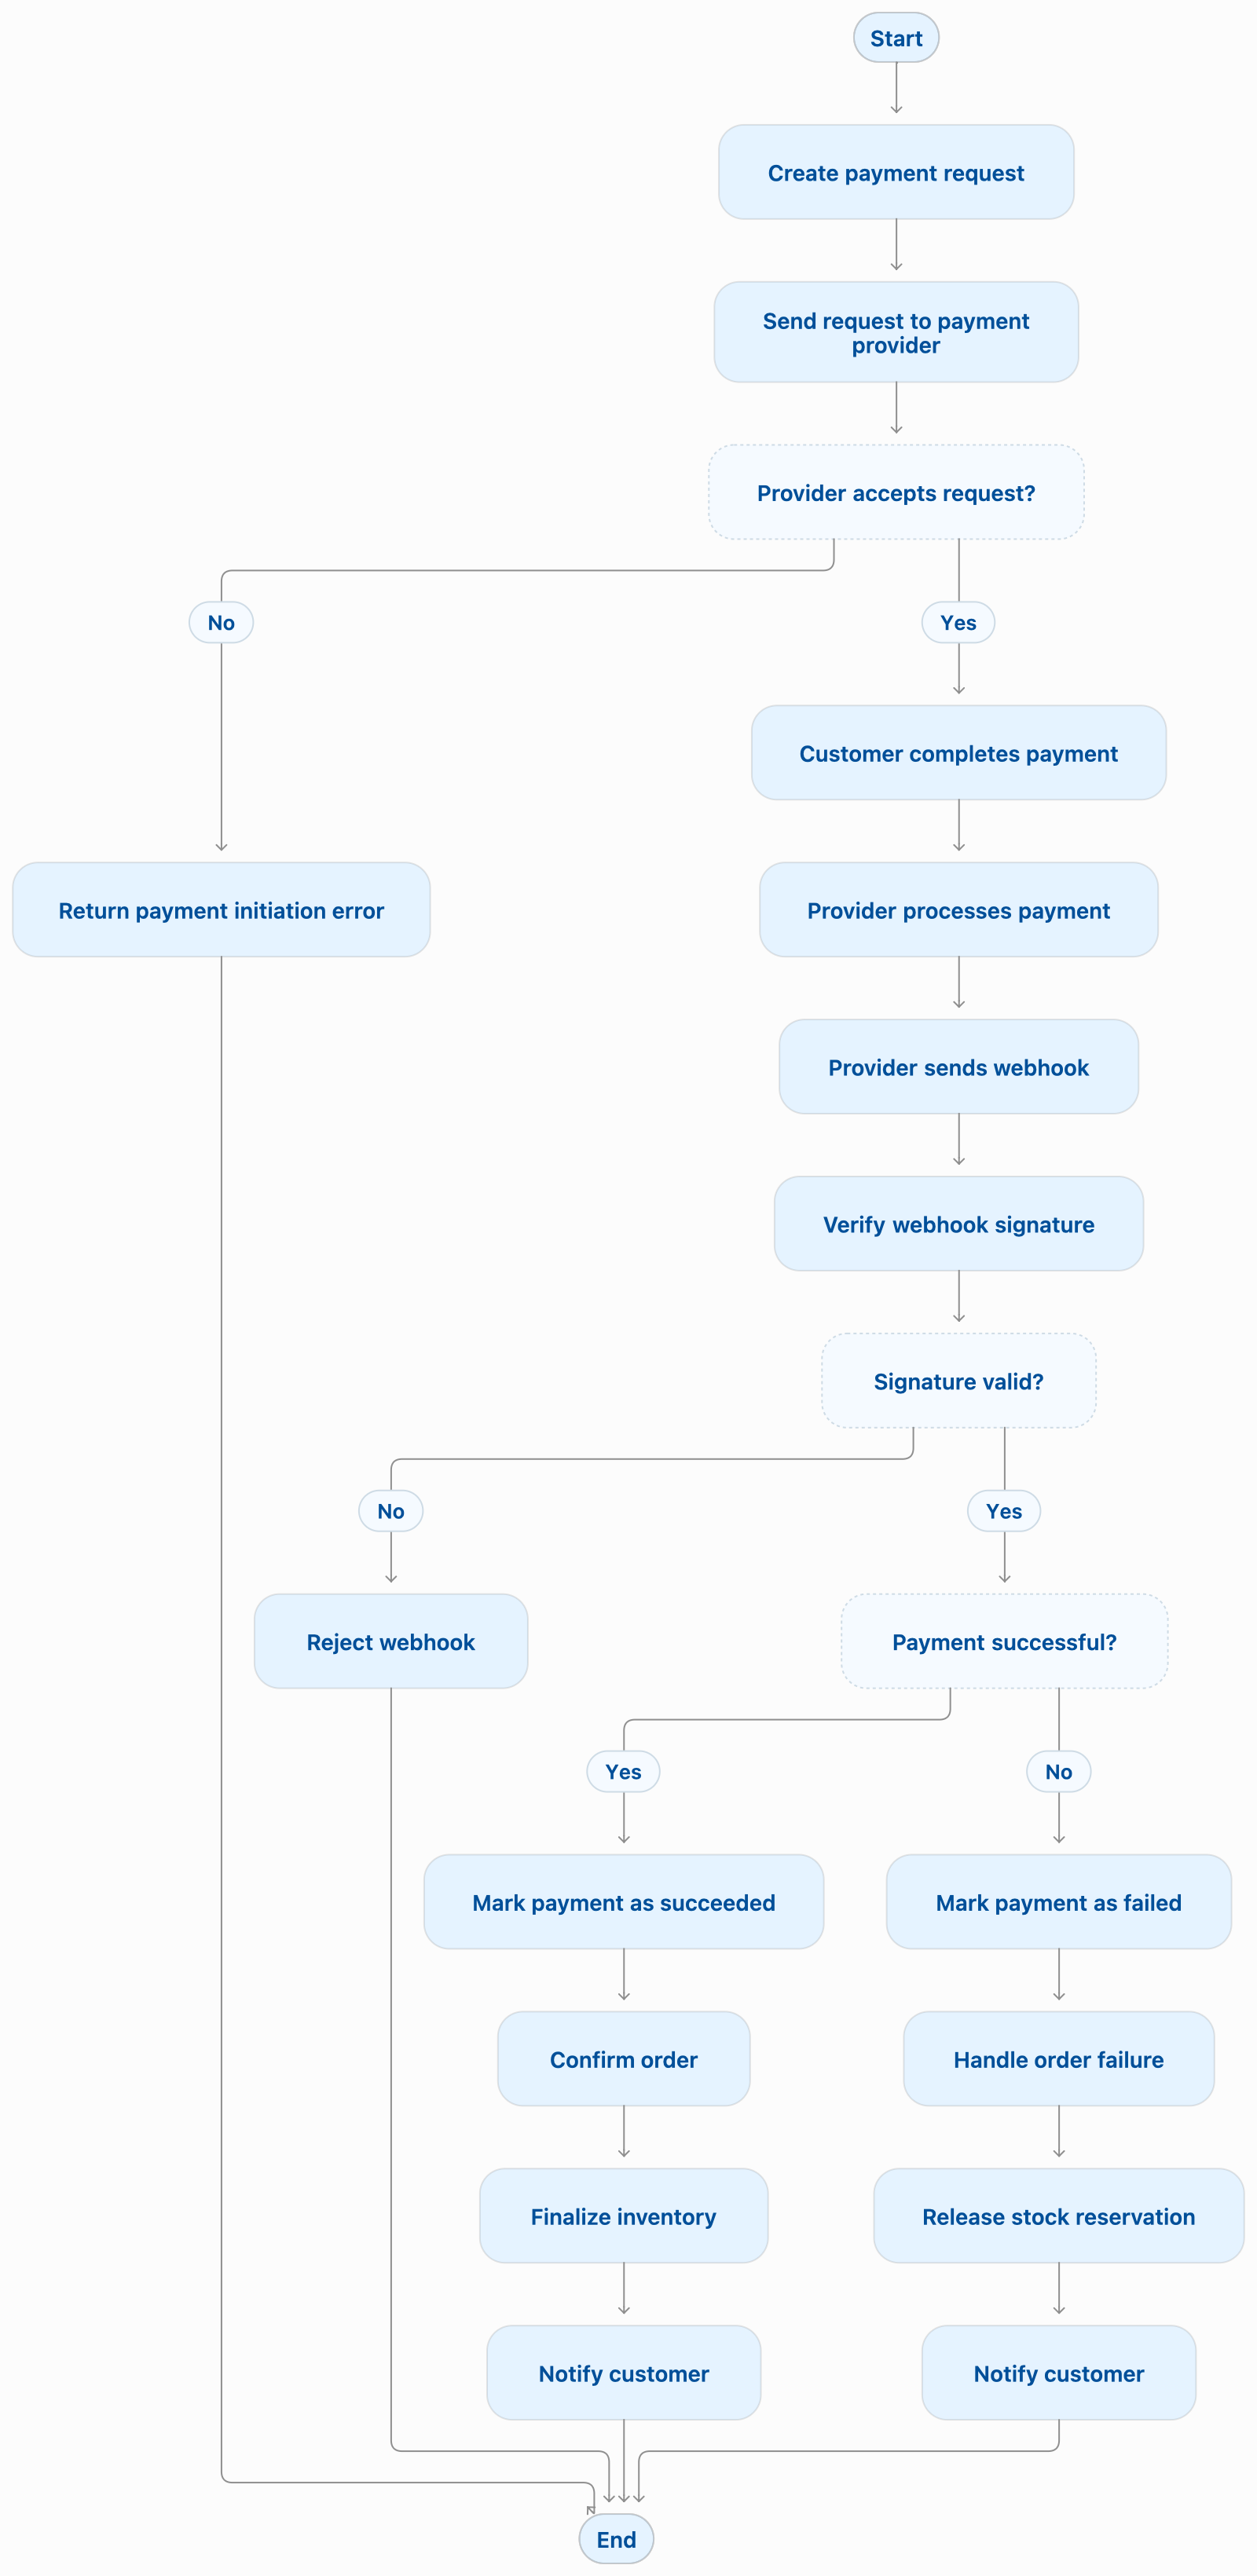 Start
Create payment request
Send request to payment
provider
Provider accepts request?
No
Yes
Customer completes payment
Return payment initiation error
Provider processes payment
Provider sends webhook
Verify webhook signature
Signature valid?
No
Yes
Reject webhook
Payment successful?
Yes
No
Mark payment as succeeded
Mark payment as failed
Confirm order
Handle order failure
Finalize inventory
Release stock reservation
Notify customer
Notify customer
End